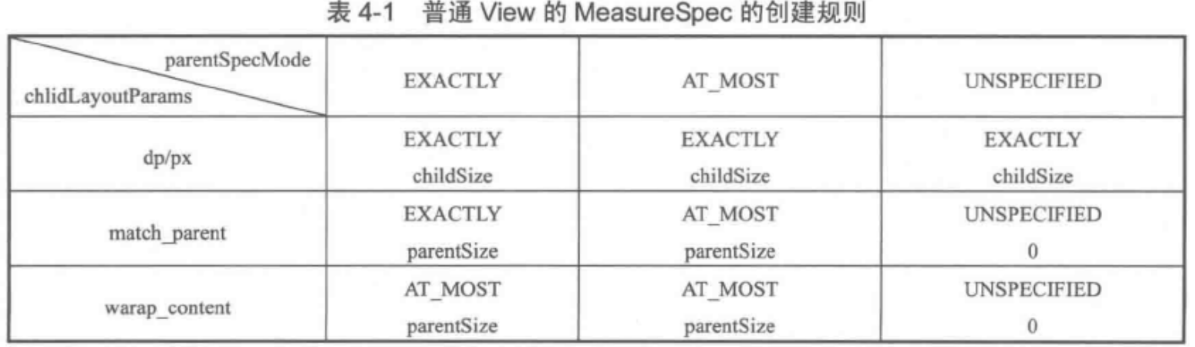 表 4-1 普通 View 的 MeasureSpec 的创建规则
parentSpecMode
chlidLayoutParams
EXACTLY
AT_MOST
UNSPECIFIED
dp/px
EXACTLY
childSize
EXACTLY
childSize
EXACTLY
childSize
match_parent
EXACTLY
parentSize
AT_MOST
parentSize
UNSPECIFIED
0
warap_content
AT_MOST
parentSize
AT_MOST
parentSize
UNSPECIFIED
0